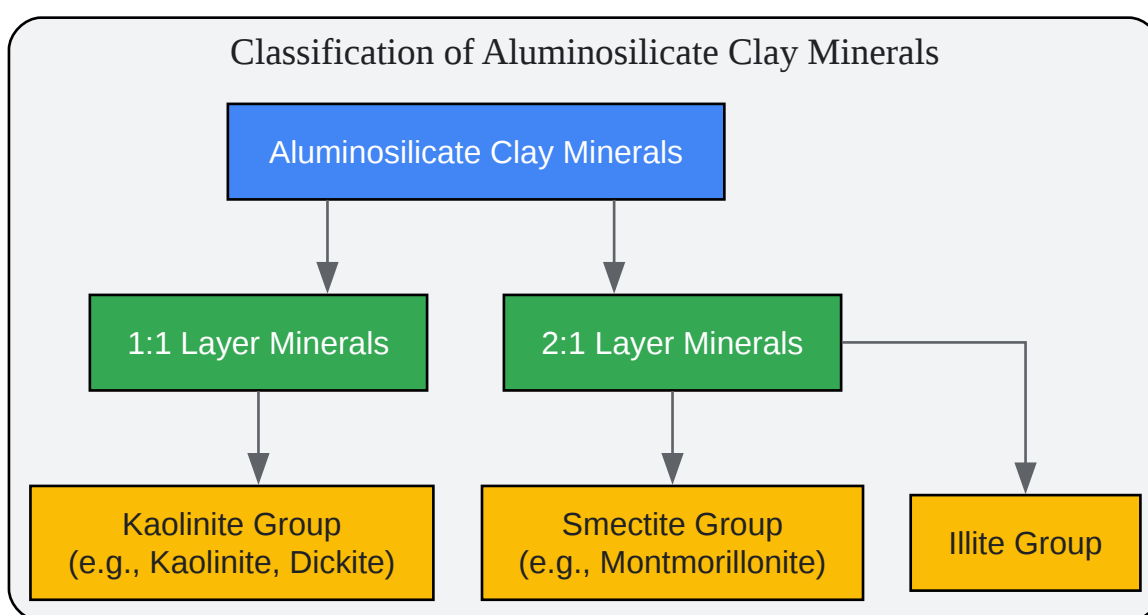 Classification of Aluminosilicate Clay Minerals
Aluminosilicate Clay Minerals
1:1 Layer Minerals
2:1 Layer Minerals
Kaolinite Group
(e.g., Kaolinite, Dickite)
Smectite Group
(e.g., Montmorillonite)
Illite Group